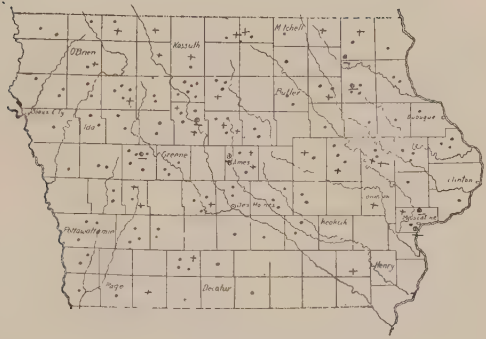 Mitchell
Kossuth
O'Brien
Butler
Sioux City
Dubuque
Ida
Greene
Ames
Clinton
Des Moines
Muscatine
Keokuk
Pottawattamie
Henry
Page
Decatur